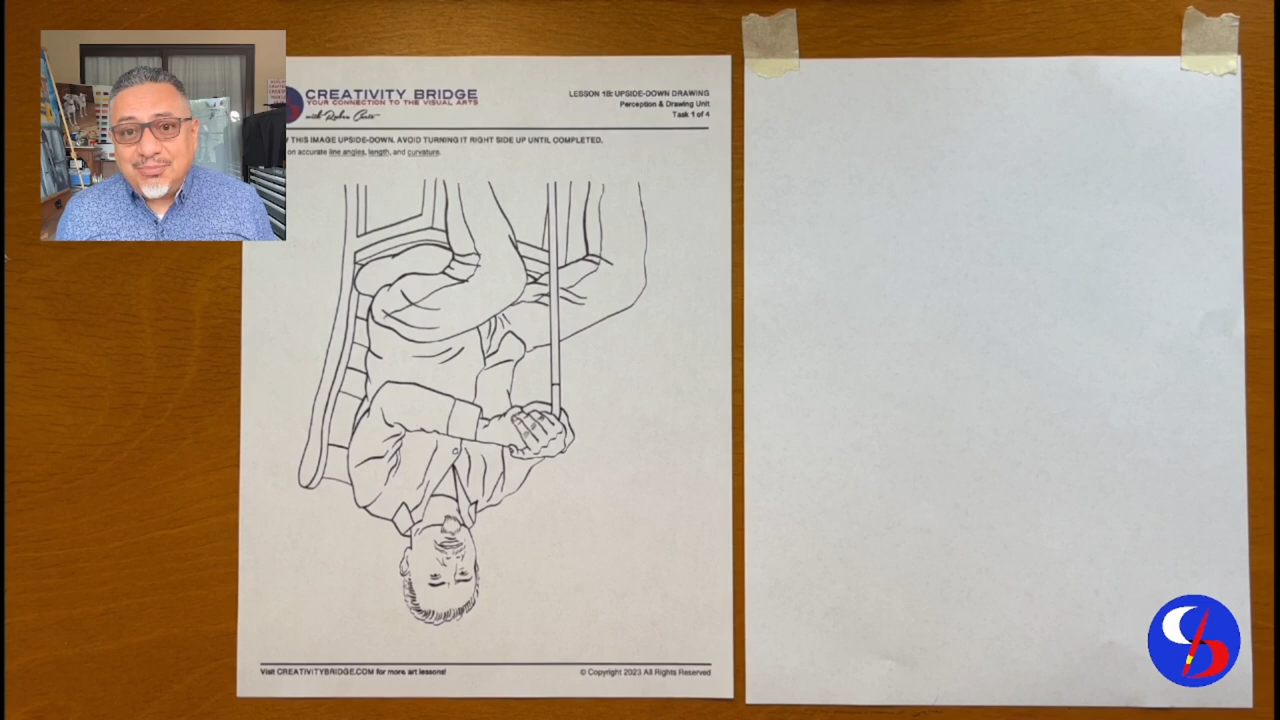 CREATIVITY BRIDGE
YOUR CONNECTION TO THE VISUAL ARTS
with
LESSON 1B: UPSIDE-DOWN DRAWING
Perception & Drawing Unit
Task 1 of 4
THIS IMAGE UPSIDE-DOWN. AVOID TURNING IT RIGHT SIDE UP UNTIL COMPLETED.
on accurate line angles, length, and curvature.
Visit CREATIVITYBRIDGE.COM for more art lessons!
© Copyright 2023 All Rights Reserved